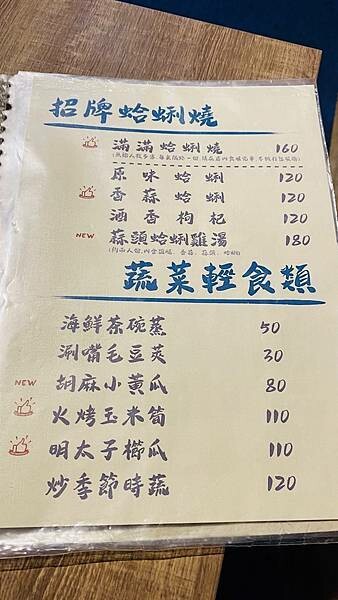 招牌蛤蜊燒
滿滿蛤蜊燒 160
原味蛤蜊 120
香蒜蛤蜊 120
酒香枸杞 120
NEW 蒜頭蛤蜊雞湯 180
蔬菜輕食類
海鮮茶碗蒸 50
涮嘴毛豆莢 30
NEW 胡麻小黃瓜 80
火烤玉米筍 110
明太子櫛瓜 110
炒季節時蔬 120